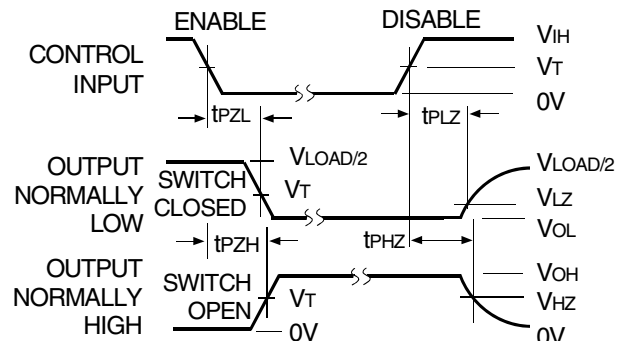 ENABLE
DISABLE
CONTROL
INPUT
VIH
VT
0V
tPZL
tPLZ
OUTPUT
NORMALLY
LOW
SWITCH
CLOSED
VLOAD/2
VT
VLOAD/2
VLZ
VOL
tPZH
tPHZ
OUTPUT
NORMALLY
HIGH
SWITCH
OPEN
VT
0V
VOH
VHZ
0V